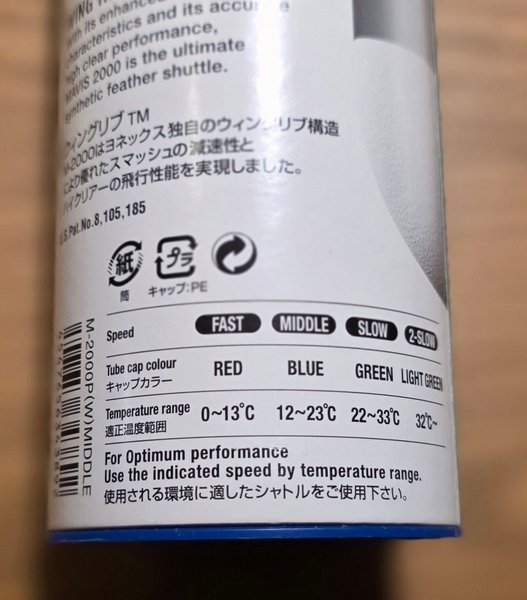 WING
with its enhanced
characteristics and its accurate
high clear performance,
MAVIS 2000 is the ultimate
synthetic feather shuttle.
ウィングリブTM
M-2000はヨネックス独自のウィングリブ構造
により優れたスマッシュの減速性と
ハイクリアーの飛行性能を実現しました。
U.S.Pat.No.8,105,185
紙 プラ
筒 キャップ:PE
Speed FAST MIDDLE SLOW 2-SLOW
Tube cap colour RED BLUE GREEN LIGHT GREEN
キャップカラー
Temperature range 0~13℃ 12~23℃ 22~33℃ 32℃~
適正温度範囲
For Optimum performance
Use the indicated speed by temperature range.
使用される環境に適したシャトルをご使用下さい。
M-2000P(W)MIDDLE